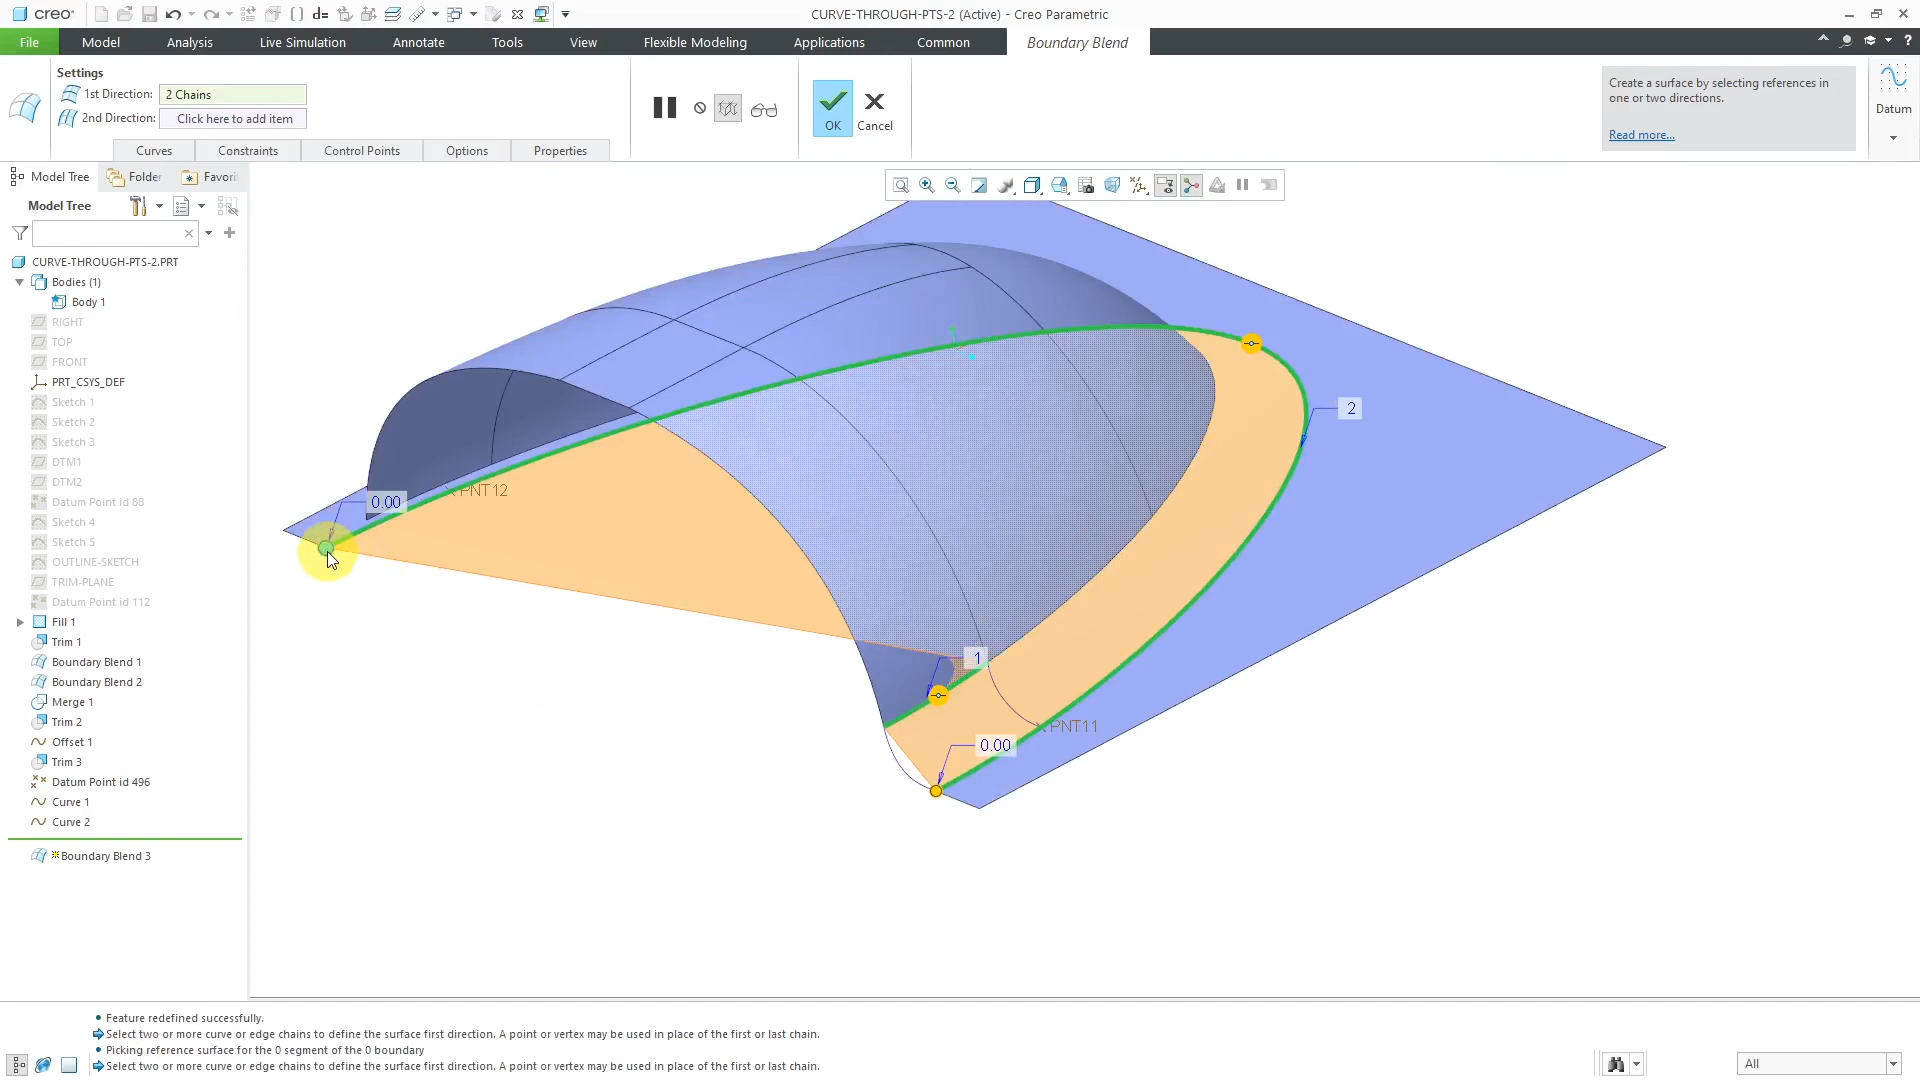 creo
CURVE-THROUGH-PTS-2 (Active) - Creo Parametric
File
Model
Analysis
Live Simulation
Annotate
Tools
View
Flexible Modeling
Applications
Common
Boundary Blend
Settings
1st Direction:
2 Chains
2nd Direction:
Click here to add item
OK
Cancel
Create a surface by selecting references in
one or two directions.
Read more...
Datum
Curves
Constraints
Control Points
Options
Properties
Model Tree
Folder
Favori
Model Tree
CURVE-THROUGH-PTS-2.PRT
Bodies (1)
Body 1
RIGHT
TOP
FRONT
PRT_CSYS_DEF
Sketch 1
Sketch 2
Sketch 3
DTM1
DTM2
Datum Point id 88
Sketch 4
Sketch 5
OUTLINE-SKETCH
TRIM-PLANE
Datum Point id 112
Fill 1
Trim 1
Boundary Blend 1
Boundary Blend 2
Merge 1
Trim 2
Offset 1
Trim 3
Datum Point id 496
Curve 1
Curve 2
Boundary Blend 3
2
PNT12
0.00
1
PNT11
0.00
Feature redefined successfully.
Select two or more curve or edge chains to define the surface first direction. A point or vertex may be used in place of the first or last chain.
Picking reference surface for the 0 segment of the 0 boundary
Select two or more curve or edge chains to define the surface first direction. A point or vertex may be used in place of the first or last chain.
All